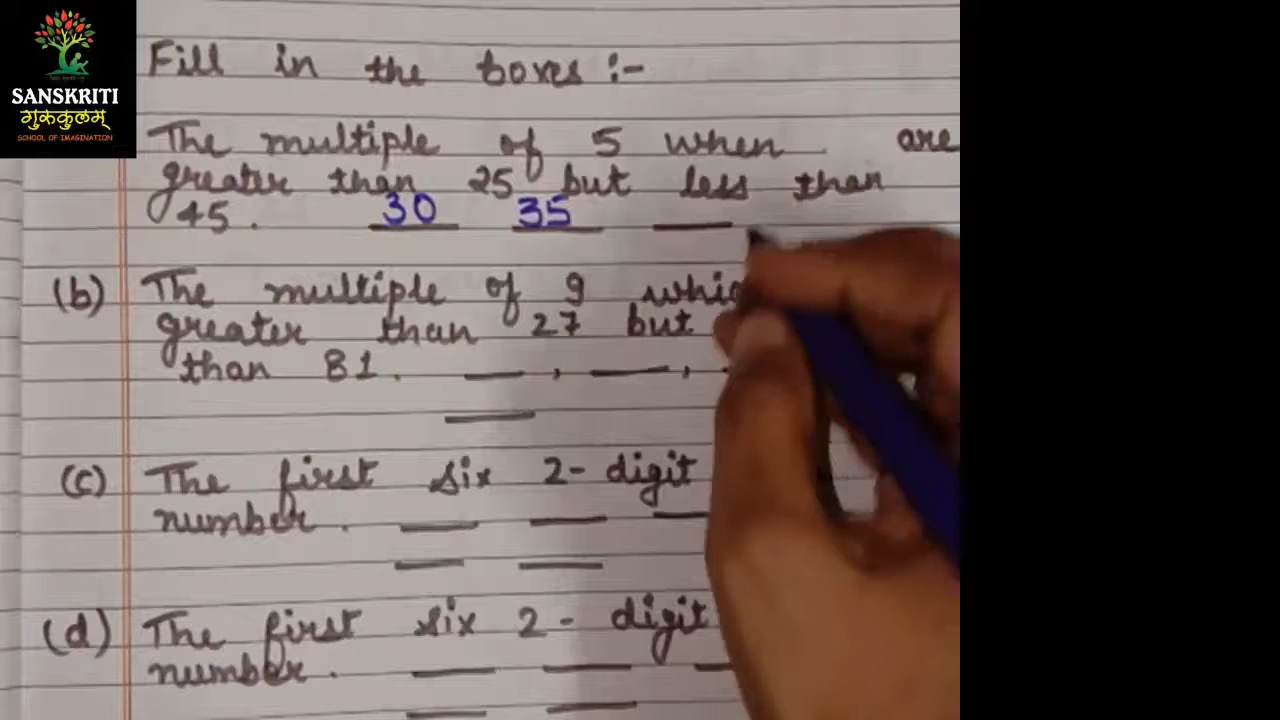 SANSKRITI
गुरुकुलम्
SCHOOL OF IMAGINATION
Fill in the boxes :-
The multiple of 5 when are
greater than 25 but less than
45. 30 35
(b) The multiple of 9 whic
greater than 27 but
than 81. , ,
(c) The first six 2- digit
number.
(d) The first six 2- digit
number.